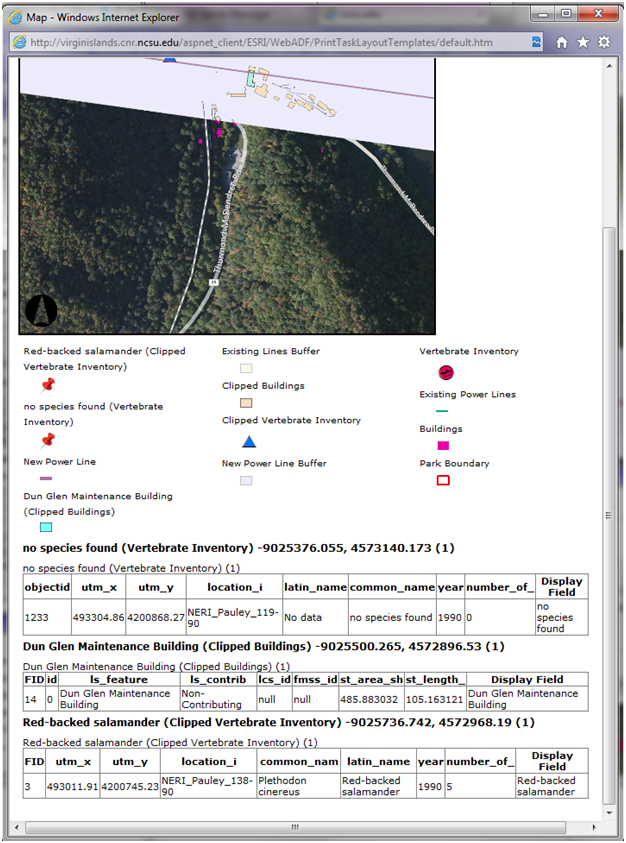 Map - Windows Internet Explorer
http://virginislands.cnr.ncsu.edu/aspnet_client/ESRI/WebADF/PrintTaskLayoutTemplates/default.htm
Thurmond McKendree
Thurmond McKendree
Red-backed salamander (Clipped Vertebrate Inventory)
no species found (Vertebrate Inventory)
New Power Line
Dun Glen Maintenance Building (Clipped Buildings)
Existing Lines Buffer
Clipped Buildings
Clipped Vertebrate Inventory
New Power Line Buffer
Vertebrate Inventory
Existing Power Lines
Buildings
Park Boundary
no species found (Vertebrate Inventory) -9025376.055, 4573140.173 (1)
no species found (Vertebrate Inventory) (1)
objectid utm_x utm_y location_i latin_name common_name year number_of_ Display Field
1233 493304.86 4200868.27 NERI_Pauley_119-90 No data no species found 1990 0 no species found
Dun Glen Maintenance Building (Clipped Buildings) -9025500.265, 4572896.53 (1)
Dun Glen Maintenance Building (Clipped Buildings) (1)
FID id ls_feature ls_contrib lcs_id fmss_id st_area_sh st_length_ Display Field
14 0 Dun Glen Maintenance Building Non-Contributing null null 485.883032 105.163121 Dun Glen Maintenance Building
Red-backed salamander (Clipped Vertebrate Inventory) -9025736.742, 4572968.19 (1)
Red-backed salamander (Clipped Vertebrate Inventory) (1)
FID utm_x utm_y location_i common_nam latin_name year number_of_ Display Field
3 493011.91 4200745.23 NERI_Pauley_138-90 Plethodon cinereus Red-backed salamander 1990 5 Red-backed salamander